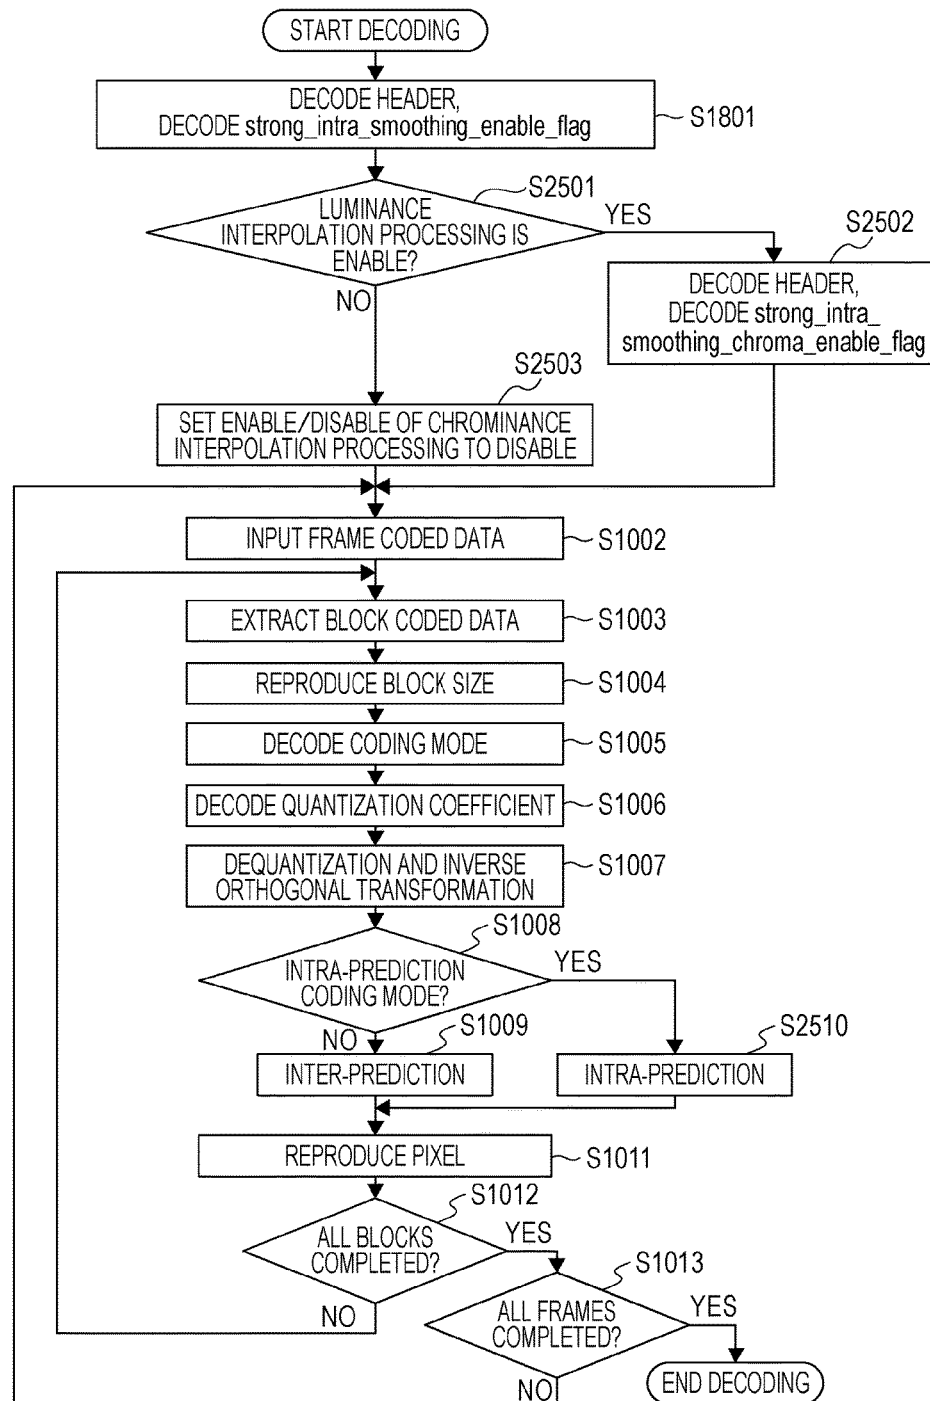 START DECODING
DECODE HEADER,
DECODE strong_intra_smoothing_enable_flag
S1801
S2501
LUMINANCE
INTERPOLATION PROCESSING IS
ENABLE?
YES
NO
S2502
DECODE HEADER,
DECODE strong_intra_
smoothing_chroma_enable_flag
S2503
SET ENABLE/DISABLE OF CHROMINANCE
INTERPOLATION PROCESSING TO DISABLE
INPUT FRAME CODED DATA
S1002
EXTRACT BLOCK CODED DATA
S1003
REPRODUCE BLOCK SIZE
S1004
DECODE CODING MODE
S1005
DECODE QUANTIZATION COEFFICIENT
S1006
DEQUANTIZATION AND INVERSE
ORTHOGONAL TRANSFORMATION
S1007
S1008
INTRA-PREDICTION
CODING MODE?
YES
NO
S1009
INTER-PREDICTION
S2510
INTRA-PREDICTION
REPRODUCE PIXEL
S1011
S1012
ALL BLOCKS
COMPLETED?
YES
NO
S1013
ALL FRAMES
COMPLETED?
YES
NO
END DECODING